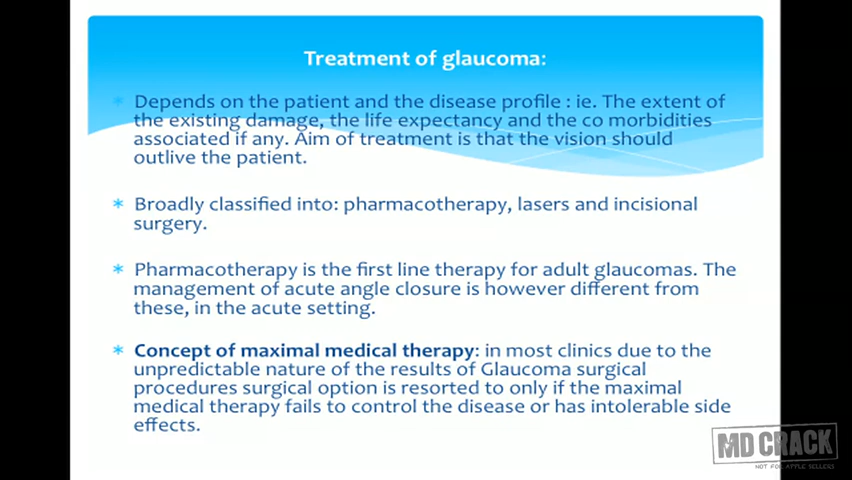 Treatment of glaucoma:
* Depends on the patient and the disease profile : ie. The extent of
the existing damage, the life expectancy and the co morbidities
associated if any. Aim of treatment is that the vision should
outlive the patient.
* Broadly classified into: pharmacotherapy, lasers and incisional
surgery.
* Pharmacotherapy is the first line therapy for adult glaucomas. The
management of acute angle closure is however different from
these, in the acute setting.
* Concept of maximal medical therapy: in most clinics due to the
unpredictable nature of the results of Glaucoma surgical
procedures surgical option is resorted to only if the maximal
medical therapy fails to control the disease or has intolerable side
effects.
MD CRACK
NOT FOR APPLE SELLERS